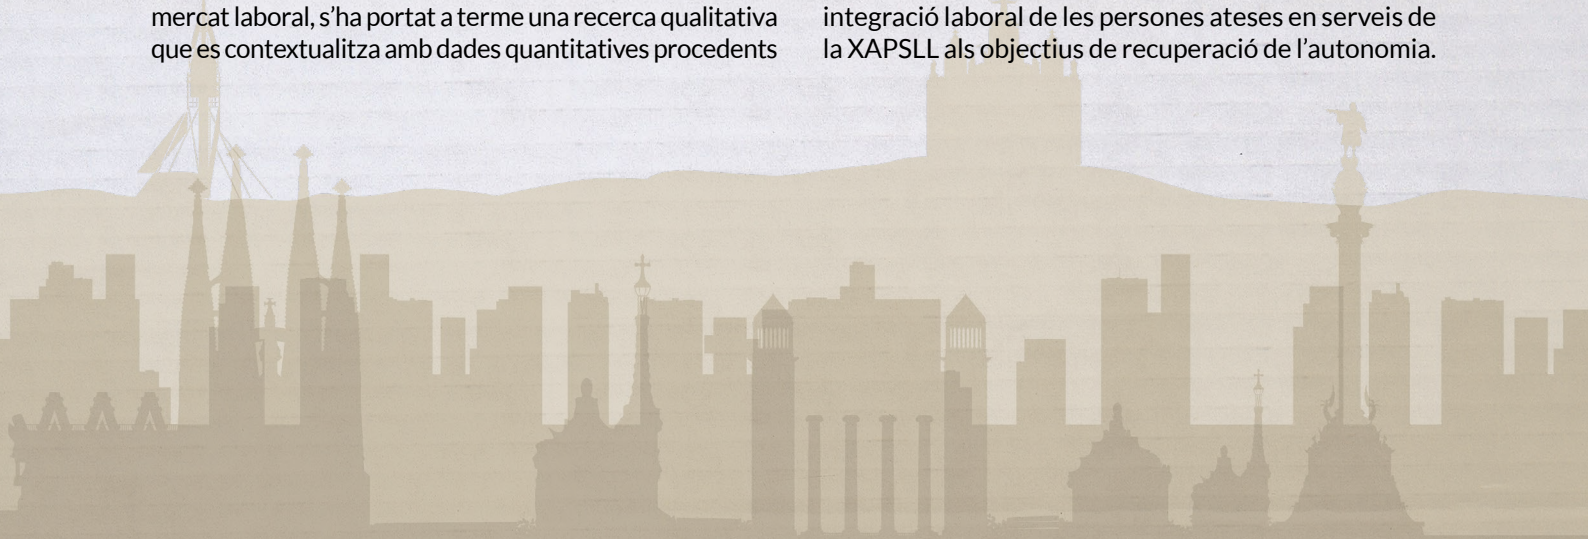 mercat laboral, s'ha portat a terme una recerca qualitativa
que es contextualitza amb dades quantitatives procedents
integració laboral de les persones ateses en serveis de
la XAPSLL als objectius de recuperació de l'autonomia.